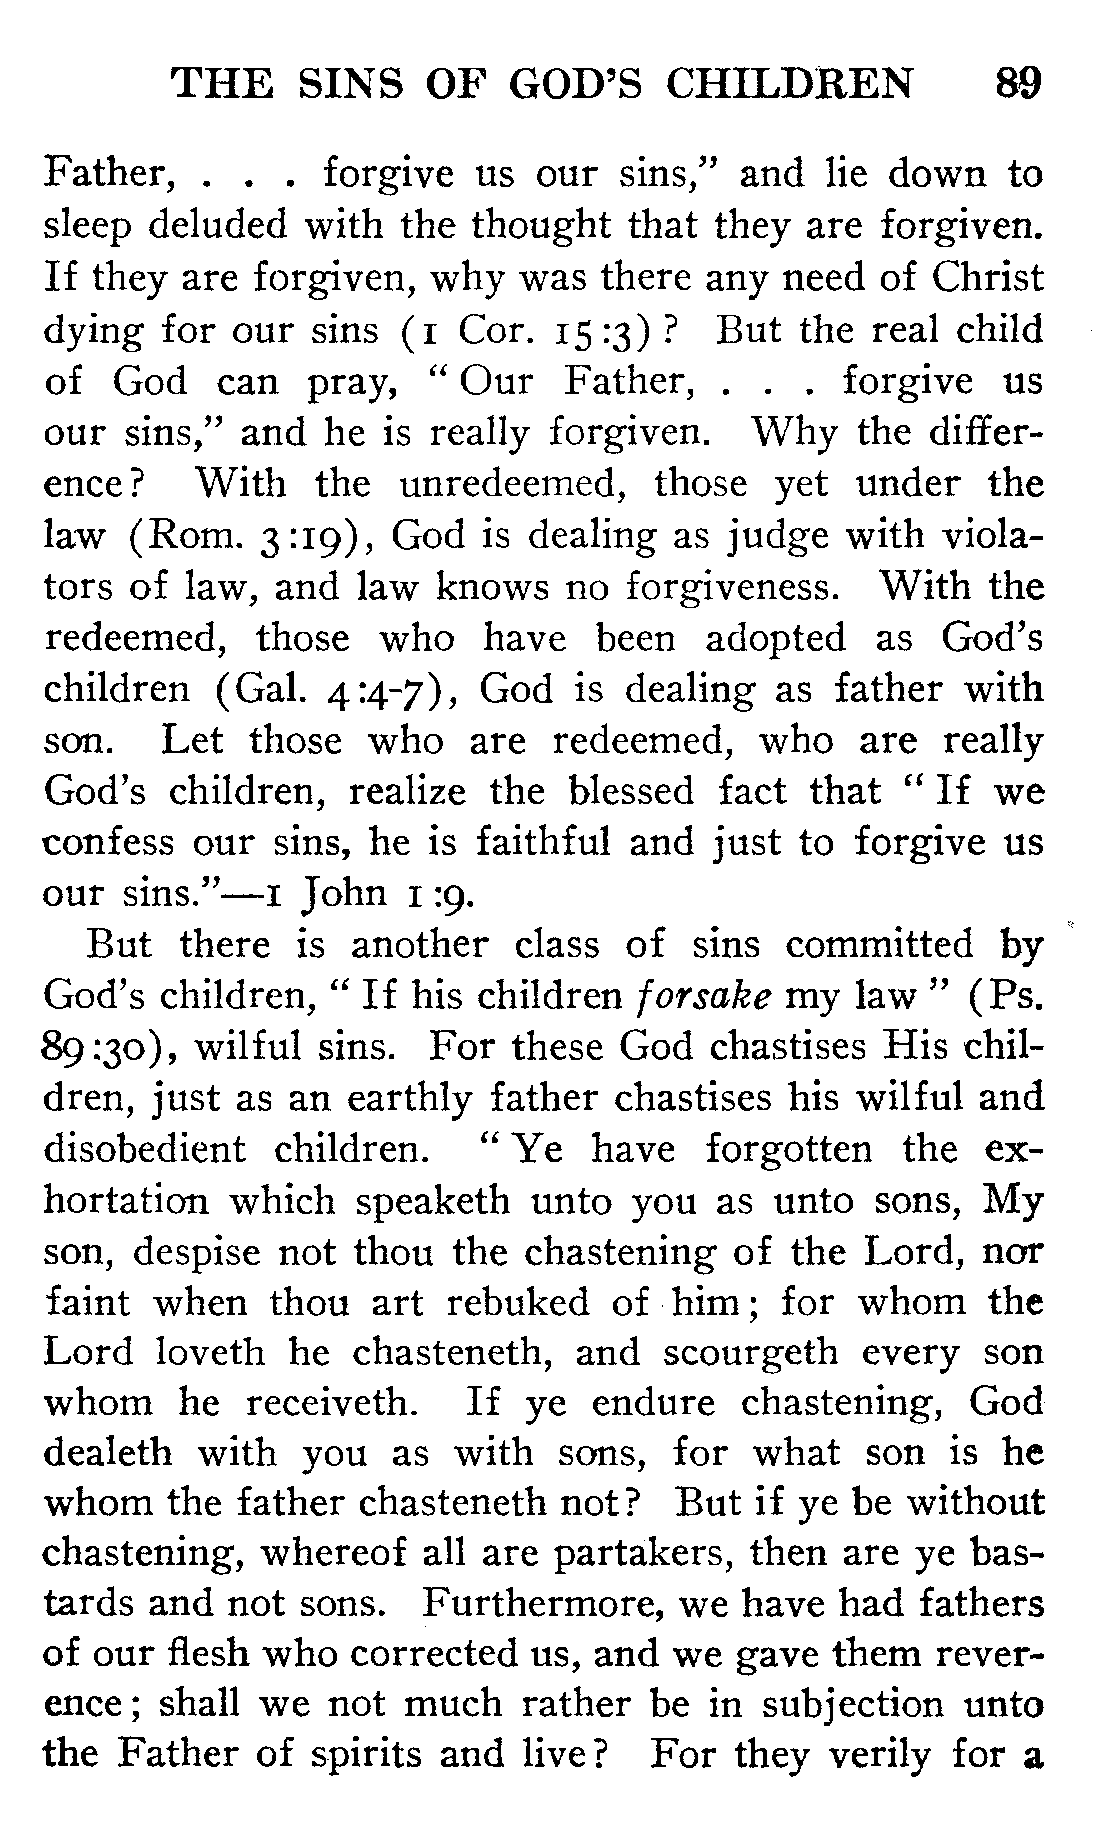 THE SINS OF GOD'S CHILDREN 89
Father, . . . forgive us our sins," and lie down to
sleep deluded with the thought that they are forgiven.
If they are forgiven, why was there any need of Christ
dying for our sins (1 Cor. 15:3)? But the real child
of God can pray, "Our Father, . . . forgive us
our sins," and he is really forgiven. Why the differ-
ence? With the unredeemed, those yet under the
law (Rom. 3:19), God is dealing as judge with viola-
tors of law, and law knows no forgiveness. With the
redeemed, those who have been adopted as God's
children (Gal. 4:4-7), God is dealing as father with
son. Let those who are redeemed, who are really
God's children, realize the blessed fact that "If we
confess our sins, he is faithful and just to forgive us
our sins."—1 John 1:9.
But there is another class of sins committed by
God's children, "If his children forsake my law" (Ps.
89:30), wilful sins. For these God chastises His chil-
dren, just as an earthly father chastises his wilful and
disobedient children. "Ye have forgotten the ex-
hortation which speaketh unto you as unto sons, My
son, despise not thou the chastening of the Lord, nor
faint when thou art rebuked of him; for whom the
Lord loveth he chasteneth, and scourgeth every son
whom he receiveth. If ye endure chastening, God
dealeth with you as with sons, for what son is he
whom the father chasteneth not? But if ye be without
chastening, whereof all are partakers, then are ye bas-
tards and not sons. Furthermore, we have had fathers
of our flesh who corrected us, and we gave them rever-
ence; shall we not much rather be in subjection unto
the Father of spirits and live? For they verily for a